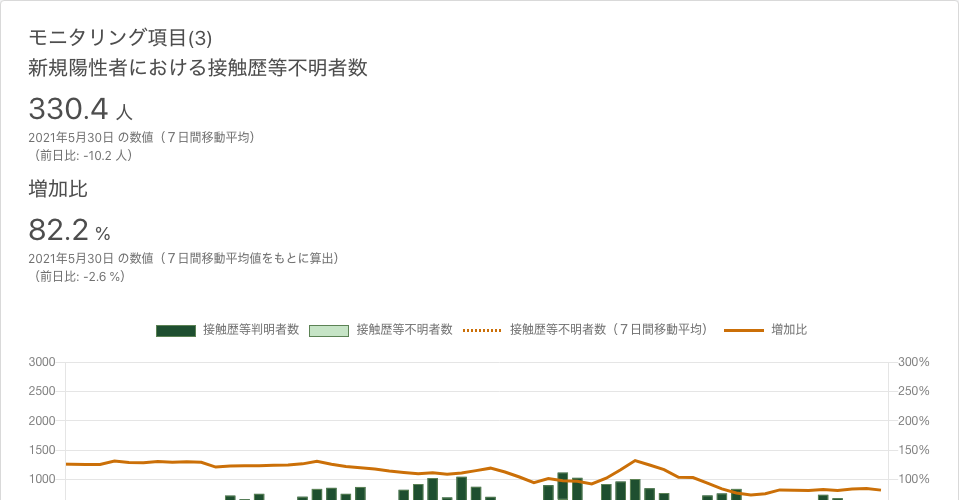 モニタリング項目(3)
新規陽性者における接触歴等不明者数
330.4 人
2021年5月30日 の数値（７日間移動平均）
（前日比: -10.2 人）
増加比
82.2 %
2021年5月30日 の数値（７日間移動平均値をもとに算出）
（前日比: -2.6 %）
接触歴等判明者数 接触歴等不明者数 接触歴等不明者数（７日間移動平均） 増加比
3000 300%
2500 250%
2000 200%
1500 150%
1000 100%